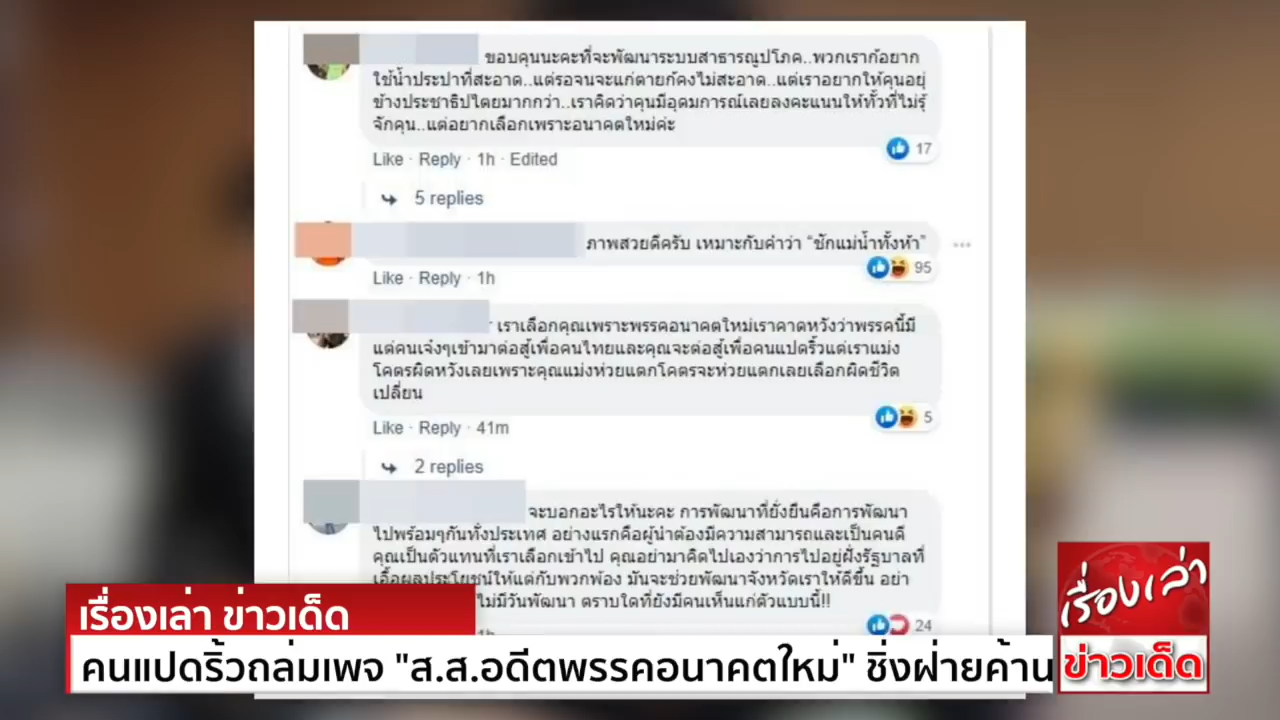 ขอบคุนนะคะที่จะพัฒนาระบบสาธารณูปโภค..พวกเราก้อยาก
ใช้น้ำประปาที่สะอาด..แต่รอจนจะแก่ตายก้คงไม่สะอาด..แต่เราอยากให้คุนอยุ่
ข้างประชาธิปไตยมากกว่า..เราคิดว่าคุนมีอุดมการณ์เลยลงคะแนนให้ทั้วที่ไม่รุ้
จักคุน..แต่อยากเลือกเพราะอนาคตใหม่ค่ะ
17
Like · Reply · 1h · Edited
5 replies
ภาพสวยดีครับ เหมาะกับคำว่า “ชักแม่น้ำทั้งห้า”
95
Like · Reply · 1h
เราเลือกคุณเพราะพรรคอนาคตใหม่เราคาดหวังว่าพรรคนี้มี
แต่คนเจ๋งๆเข้ามาต่อสู้เพื่อคนไทยและคุณจะต่อสู้เพื่อคนแปดริ้วแต่เราแม่ง
โคตรผิดหวังเลยเพราะคุณแม่งห่วยแตกโคตรจะห่วยแตกเลยเลือกผิดชีวิต
เปลี่ยน
5
Like · Reply · 41m
2 replies
จะบอกอะไรให้นะคะ การพัฒนาที่ยั่งยืนคือการพัฒนา
ไปพร้อมๆกันทั้งประเทศ อย่างแรกคือผู้นำต้องมีความสามารถและเป็นคนดี
คุณเป็นตัวแทนที่เราเลือกเข้าไป คุณอย่ามาคิดไปเองว่าการไปอยู่ฝั่งรัฐบาลที่
เอื้อผลประโยชน์ให้แต่กับพวกพ้อง มันจะช่วยพัฒนาจังหวัดเราให้ดีขึ้น อย่า
ไม่มีวันพัฒนา ตราบใดที่ยังมีคนเห็นแก่ตัวแบบนี้!!
24
เรื่องเล่า ข่าวเด็ด
คนแปดริ้วถล่มเพจ "ส.ส.อดีตพรรคอนาคตใหม่" ชิ่งฝ่ายค้าน
เรื่องเล่า
ข่าวเด็ด